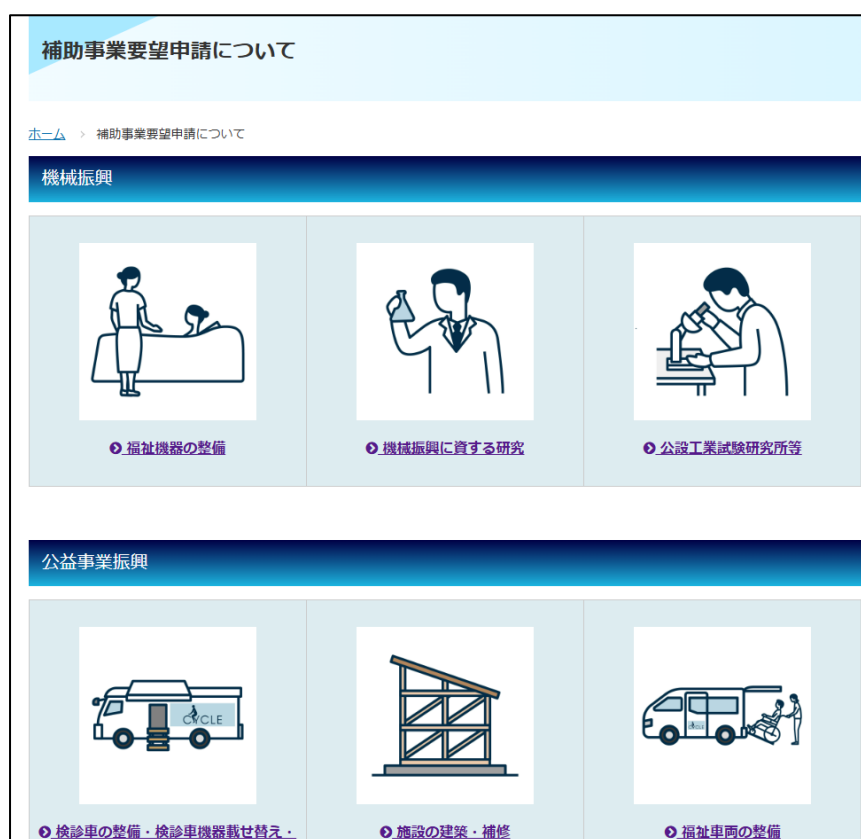 補助事業要望申請について
ホーム > 補助事業要望申請について
機械振興
福祉機器の整備
機械振興に資する研究
公設工業試験研究所等
公益事業振興
CYCLE
検診車の整備・検診車機器載せ替え・
施設の建築・補修
福祉車両の整備